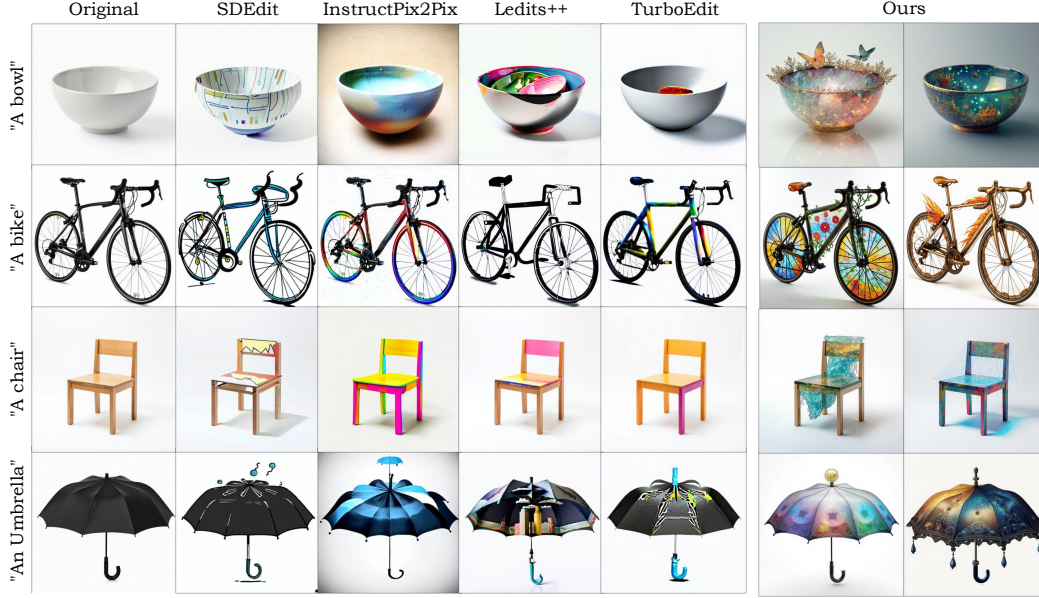 Original SDEdit InstructPix2Pix Ledits++ TurboEdit Ours
"A bowl"
"A bike"
"A chair"
"An Umbrella"